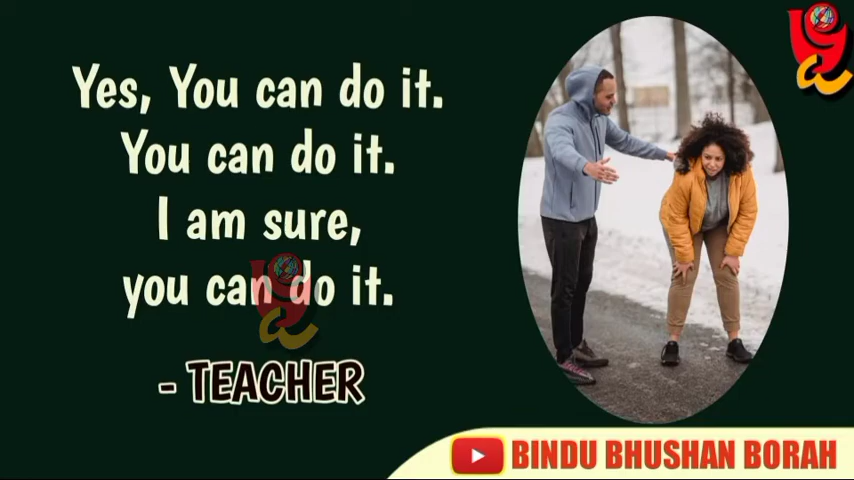 Yes, You can do it.
You can do it.
I am sure,
you can do it.
- TEACHER
BINDU BHUSHAN BORAH